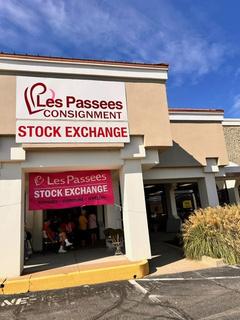 Les Passees
CONSIGNMENT
STOCK EXCHANGE
Les Passees
STOCK EXCHANGE